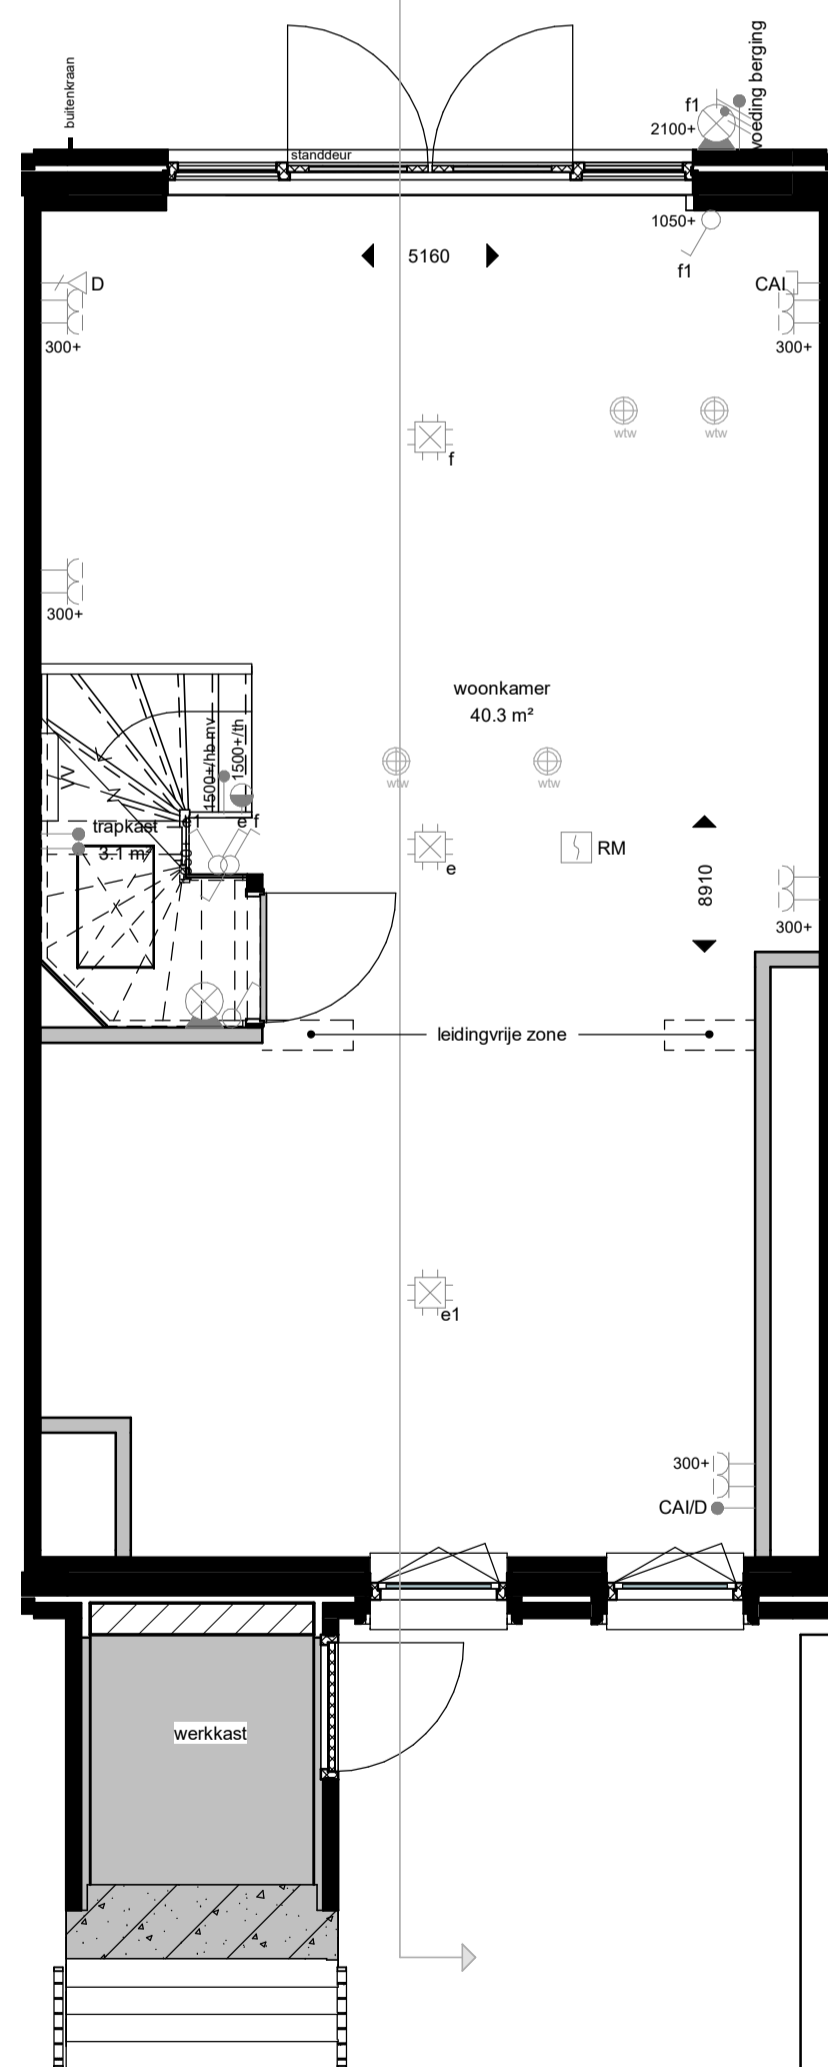 buitenkraan
voeding berging
f1
2100+
standdeur
1050+
f1
5160
D
300+
CAI
300+
wtw
wtw
f
300+
woonkamer
40.3 m²
1500+/hb mv
1500+/th
wtw
wtw
trapkast
3.1 m²
e1
e f
e
RM
8910
300+
leidingvrije zone
e1
300+
CAI/D
werkkast